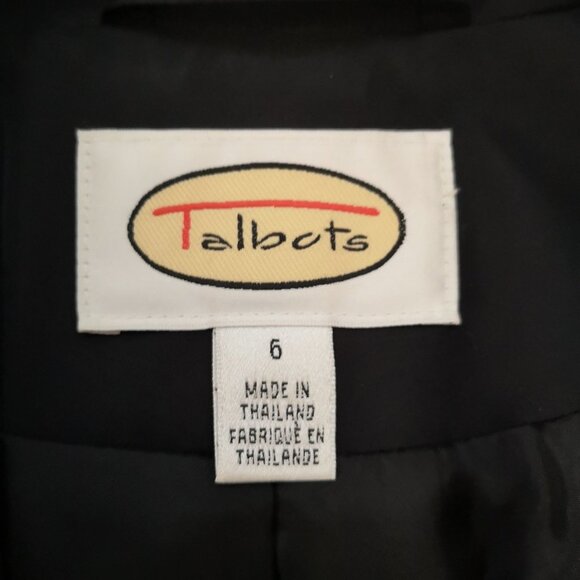 Talbots
6
MADE IN
THAILAND
FABRIQUÉ EN
THAILANDE